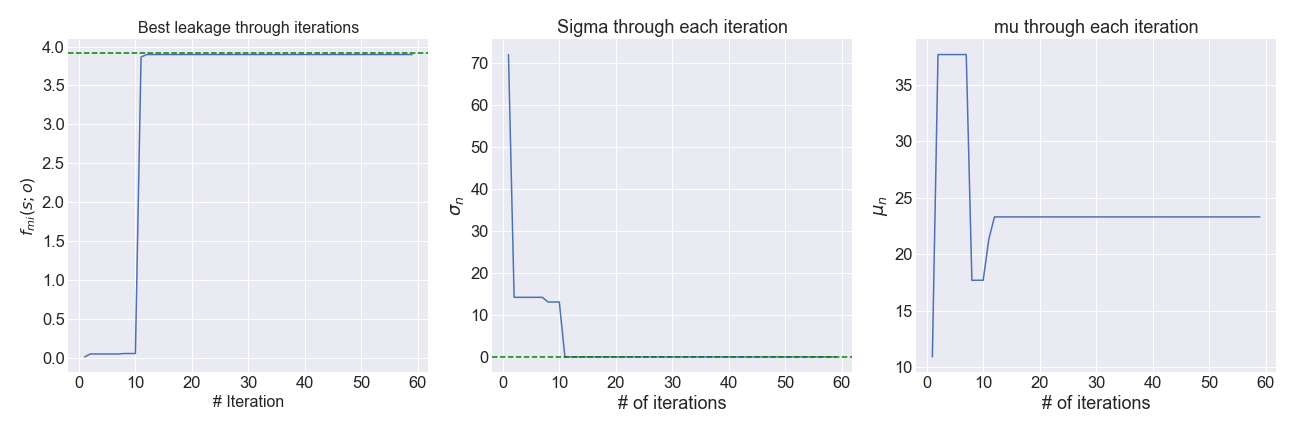 Best leakage through iterations
4.0
3.5
3.0
2.5
2.0
1.5
1.0
0.5
0.0
f_mi(s; o)
0 10 20 30 40 50 60
# Iteration
Sigma through each iteration
70
60
50
40
30
20
10
0
σ_n
0 10 20 30 40 50 60
# of iterations
mu through each iteration
35
30
25
20
15
10
μ_n
0 10 20 30 40 50 60
# of iterations